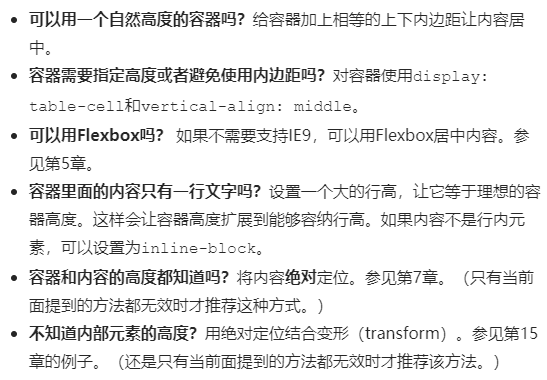 • 可以用一个自然高度的容器吗？给容器加上相等的上下内边距让内容居
中。
• 容器需要指定高度或者避免使用内边距吗？对容器使用display:
table-cell和vertical-align: middle。
• 可以用Flexbox吗？ 如果不需要支持IE9，可以用Flexbox居中内容。参
见第5章。
• 容器里面的内容只有一行文字吗？设置一个大的行高，让它等于理想的容
器高度。这样会让容器高度扩展到能够容纳行高。如果内容不是行内元
素，可以设置为inline-block。
• 容器和内容的高度都知道吗？将内容绝对定位。参见第7章。（只有当前
面提到的方法都无效时才推荐这种方式。）
• 不知道内部元素的高度？用绝对定位结合变形（transform）。参见第15
章的例子。（还是只有当前面提到的方法都无效时才推荐该方法。）